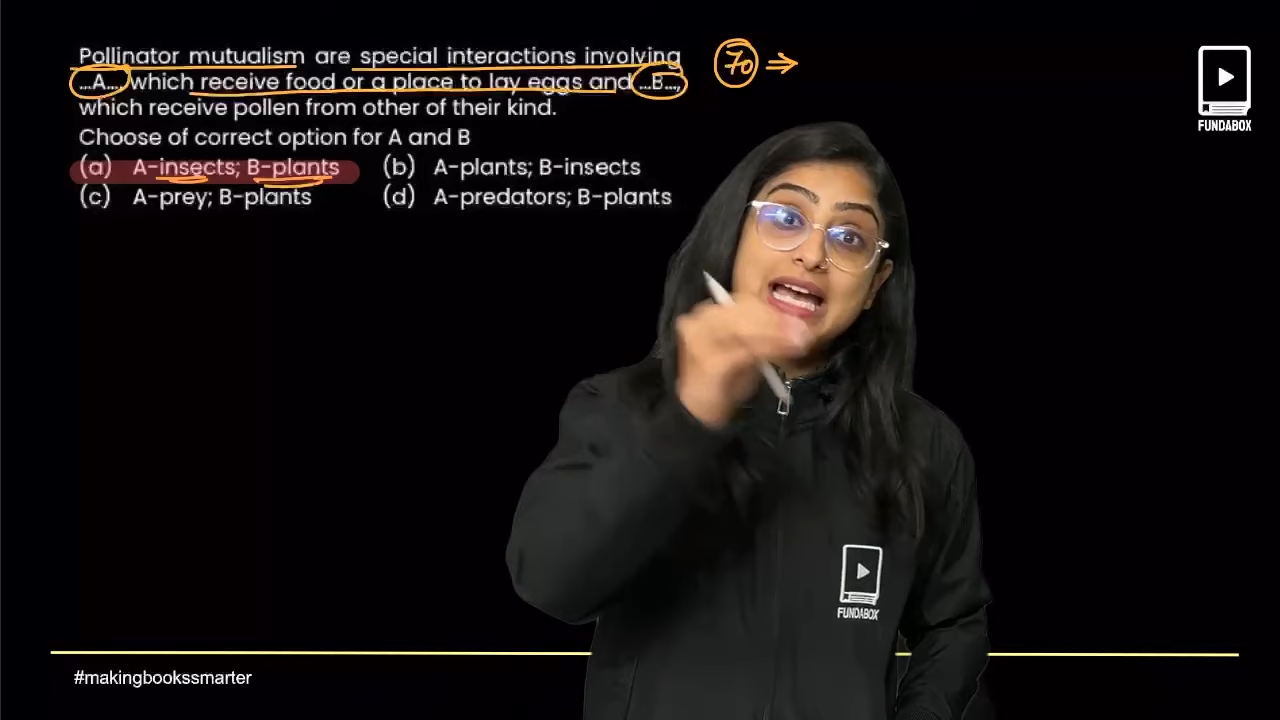 Pollinator mutualism are special interactions involving
...A..., which receive food or a place to lay eggs and ...B...,
which receive pollen from other of their kind.
70 ⇒
Choose of correct option for A and B
(a) A-insects; B-plants (b) A-plants; B-insects
(c) A-prey; B-plants (d) A-predators; B-plants
FUNDABOX
FUNDABOX
#makingbookssmarter